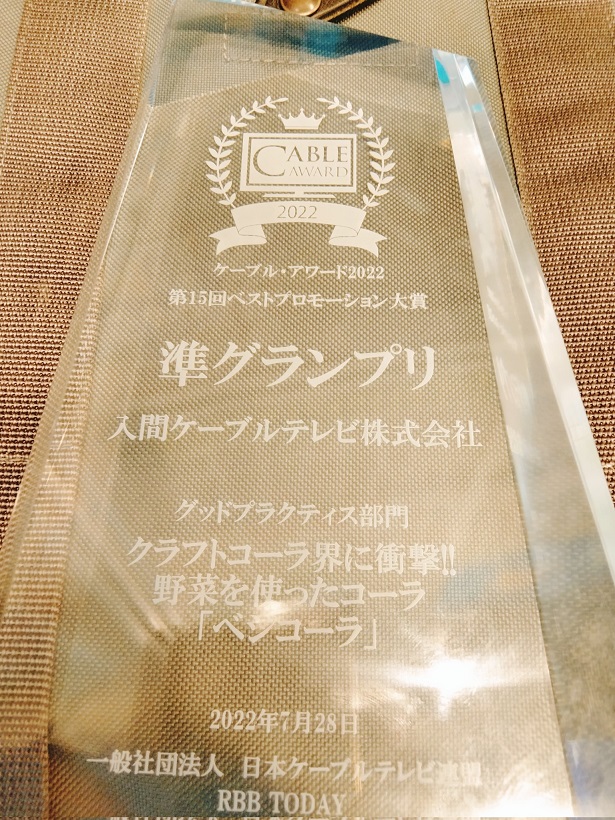 CABLE
AWARD
2022
ケーブル・アワード2022
第15回ベストプロモーション大賞
準グランプリ
入間ケーブルテレビ株式会社
グッドプラクティス部門
クラフトコーラ界に衝撃!!
野菜を使ったコーラ
「ベンコーラ」
2022年7月28日
一般社団法人 日本ケーブルテレビ連盟
RBB TODAY